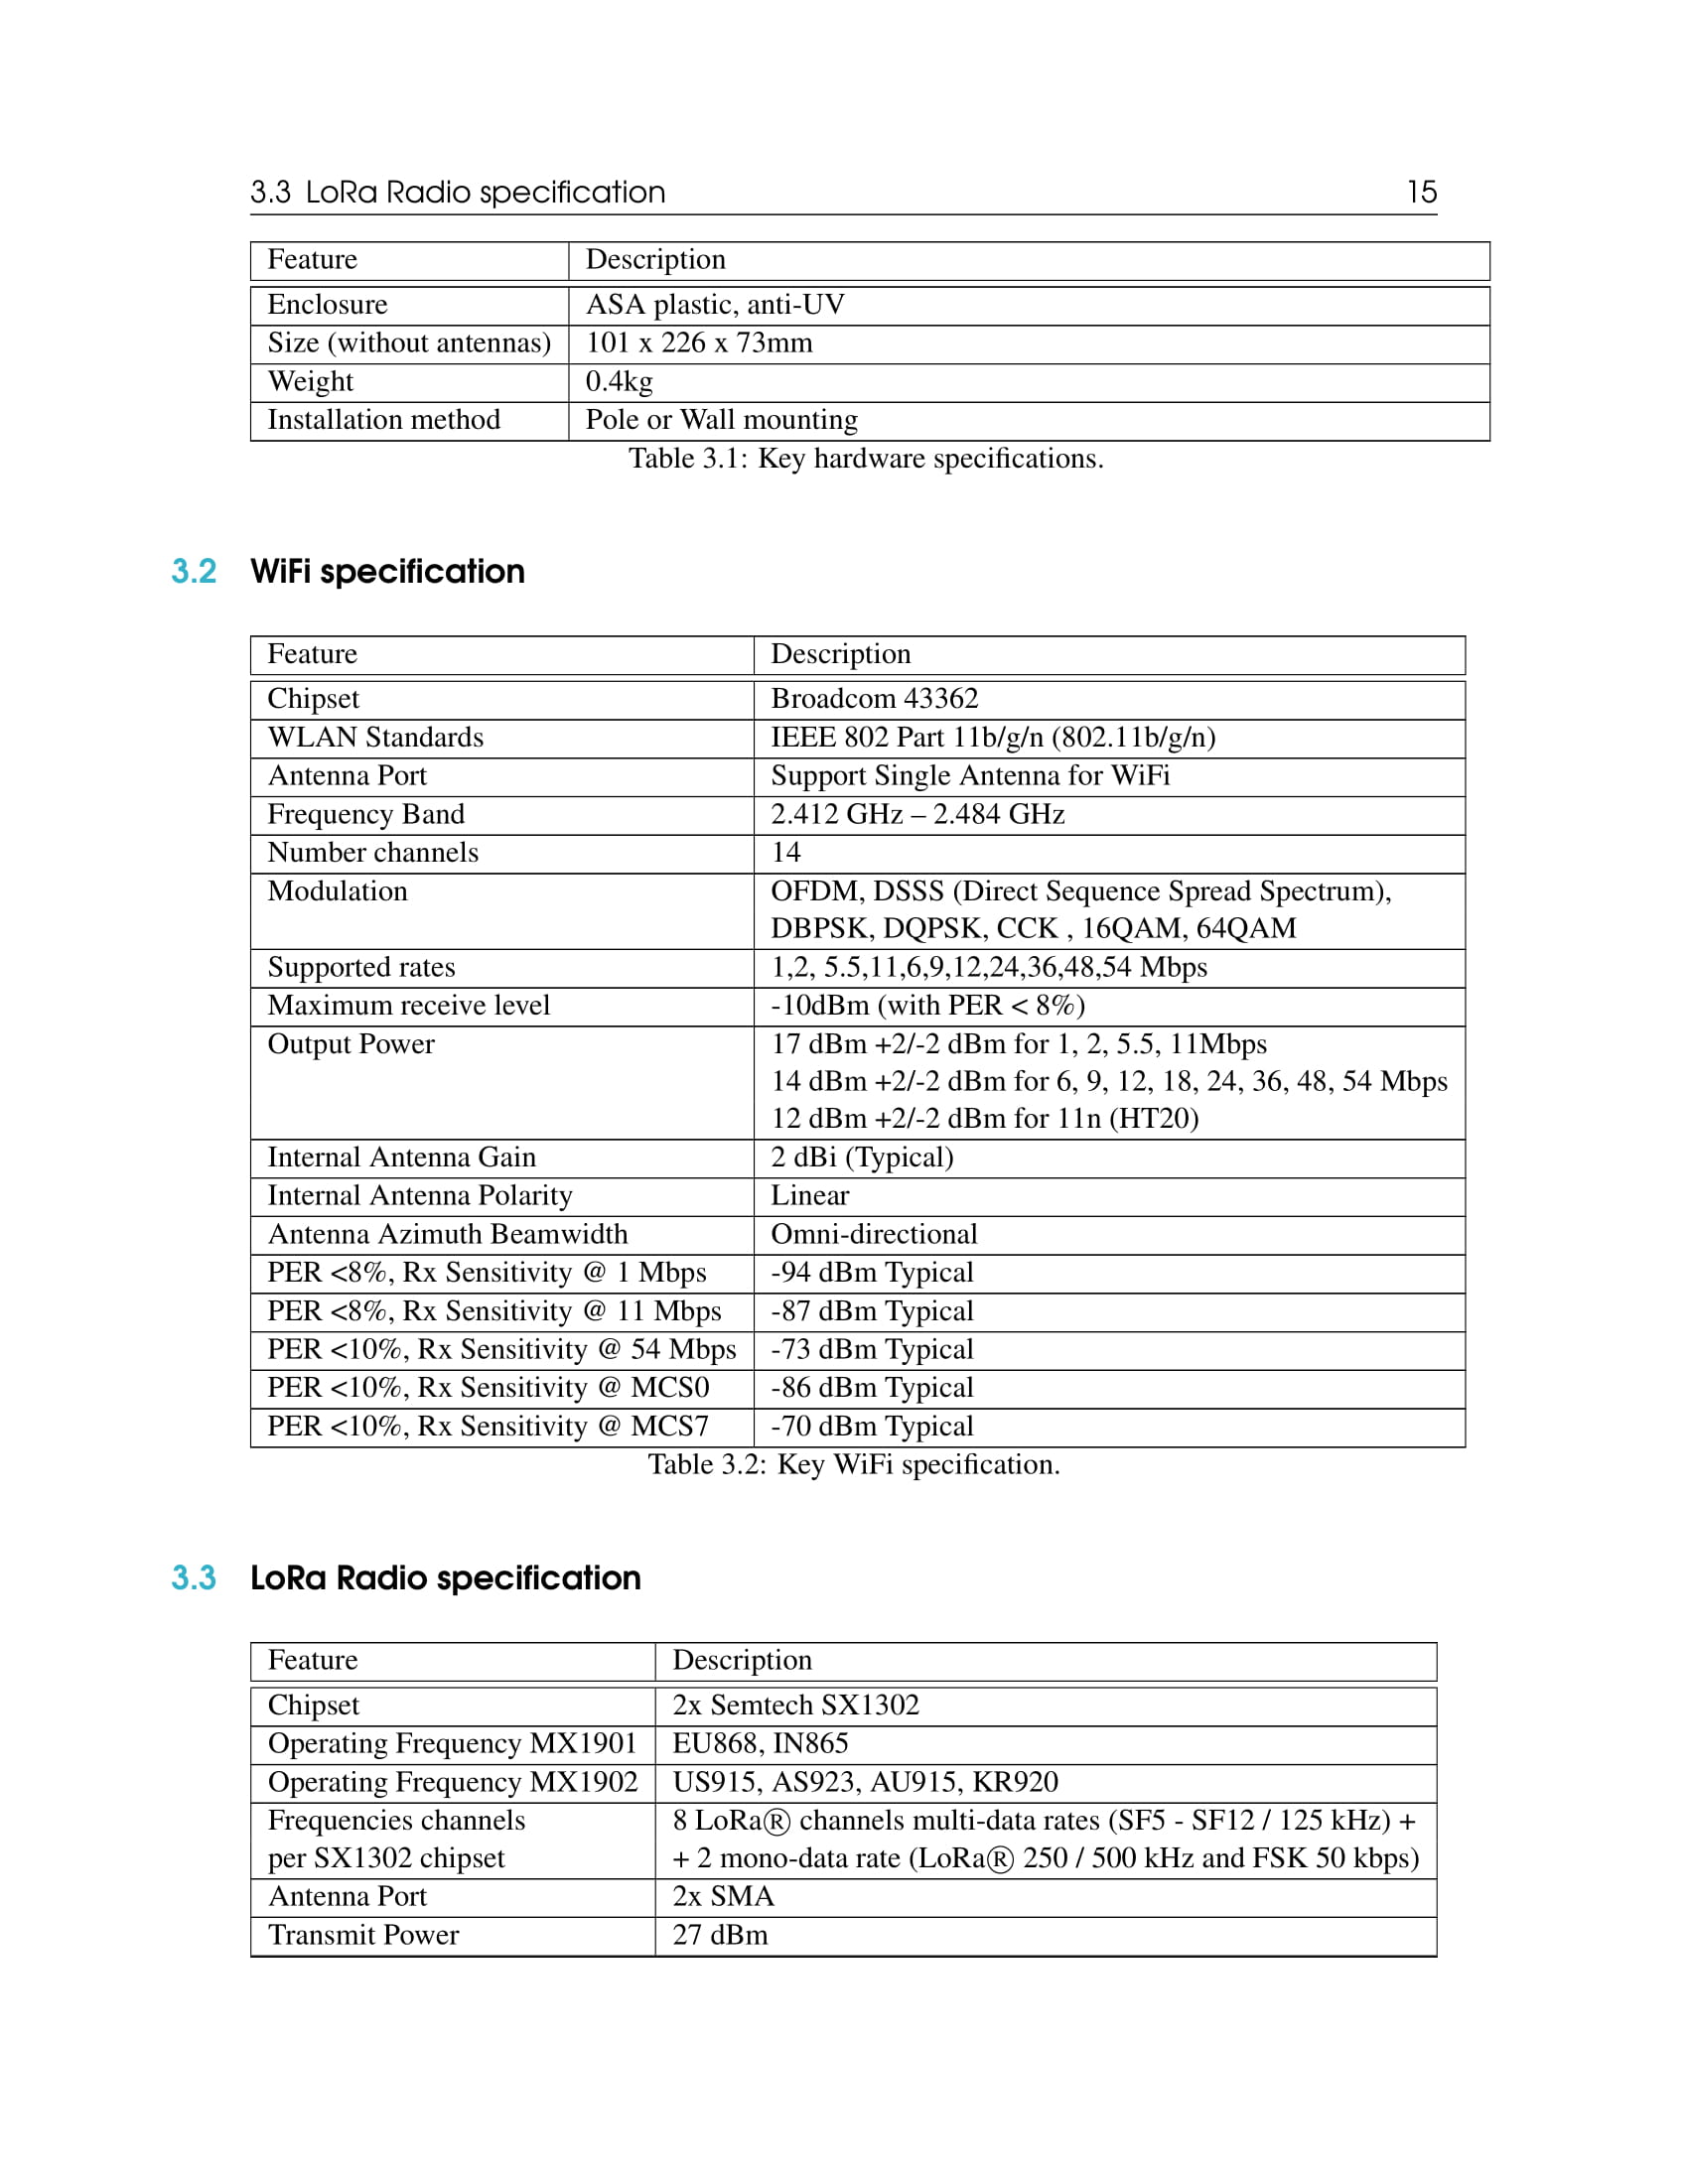 3.3 LoRa Radio specification 15
Feature Description
Enclosure ASA plastic, anti-UV
Size (without antennas) 101 x 226 x 73mm
Weight 0.4kg
Installation method Pole or Wall mounting
Table 3.1: Key hardware specifications.
3.2 WiFi specification
Feature Description
Chipset Broadcom 43362
WLAN Standards IEEE 802 Part 11b/g/n (802.11b/g/n)
Antenna Port Support Single Antenna for WiFi
Frequency Band 2.412 GHz – 2.484 GHz
Number channels 14
Modulation OFDM, DSSS (Direct Sequence Spread Spectrum),
DBPSK, DQPSK, CCK , 16QAM, 64QAM
Supported rates 1,2, 5.5,11,6,9,12,24,36,48,54 Mbps
Maximum receive level -10dBm (with PER < 8%)
Output Power 17 dBm +2/-2 dBm for 1, 2, 5.5, 11Mbps
14 dBm +2/-2 dBm for 6, 9, 12, 18, 24, 36, 48, 54 Mbps
12 dBm +2/-2 dBm for 11n (HT20)
Internal Antenna Gain 2 dBi (Typical)
Internal Antenna Polarity Linear
Antenna Azimuth Beamwidth Omni-directional
PER <8%, Rx Sensitivity @ 1 Mbps -94 dBm Typical
PER <8%, Rx Sensitivity @ 11 Mbps -87 dBm Typical
PER <10%, Rx Sensitivity @ 54 Mbps -73 dBm Typical
PER <10%, Rx Sensitivity @ MCS0 -86 dBm Typical
PER <10%, Rx Sensitivity @ MCS7 -70 dBm Typical
Table 3.2: Key WiFi specification.
3.3 LoRa Radio specification
Feature Description
Chipset 2x Semtech SX1302
Operating Frequency MX1901 EU868, IN865
Operating Frequency MX1902 US915, AS923, AU915, KR920
Frequencies channels 8 LoRa® channels multi-data rates (SF5 - SF12 / 125 kHz) +
per SX1302 chipset + 2 mono-data rate (LoRa® 250 / 500 kHz and FSK 50 kbps)
Antenna Port 2x SMA
Transmit Power 27 dBm